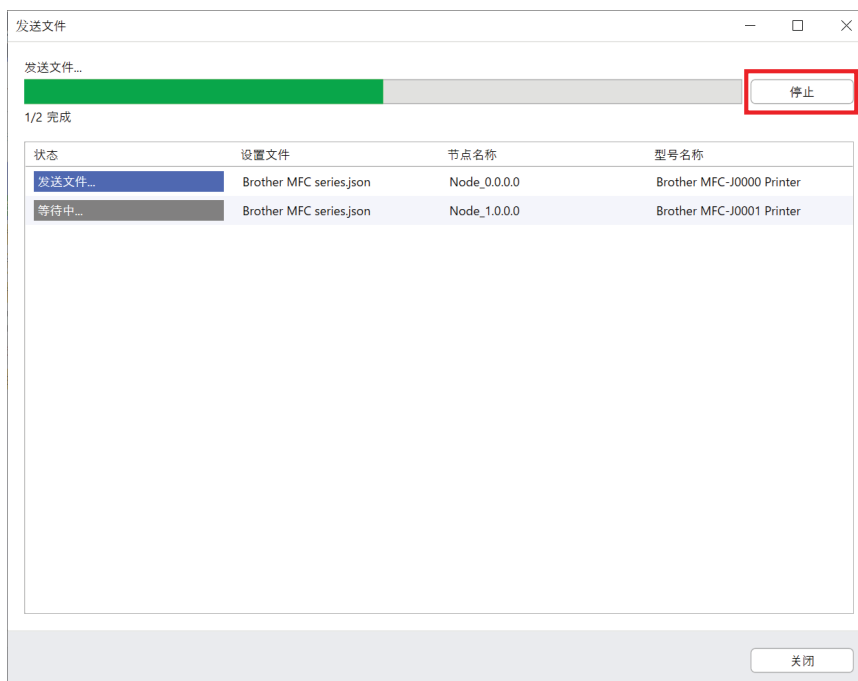 发送文件
发送文件...
停止
1/2 完成
状态 设置文件 节点名称 型号名称
发送文件... Brother MFC series.json Node_0.0.0.0 Brother MFC-J0000 Printer
等待中... Brother MFC series.json Node_1.0.0.0 Brother MFC-J0001 Printer
关闭